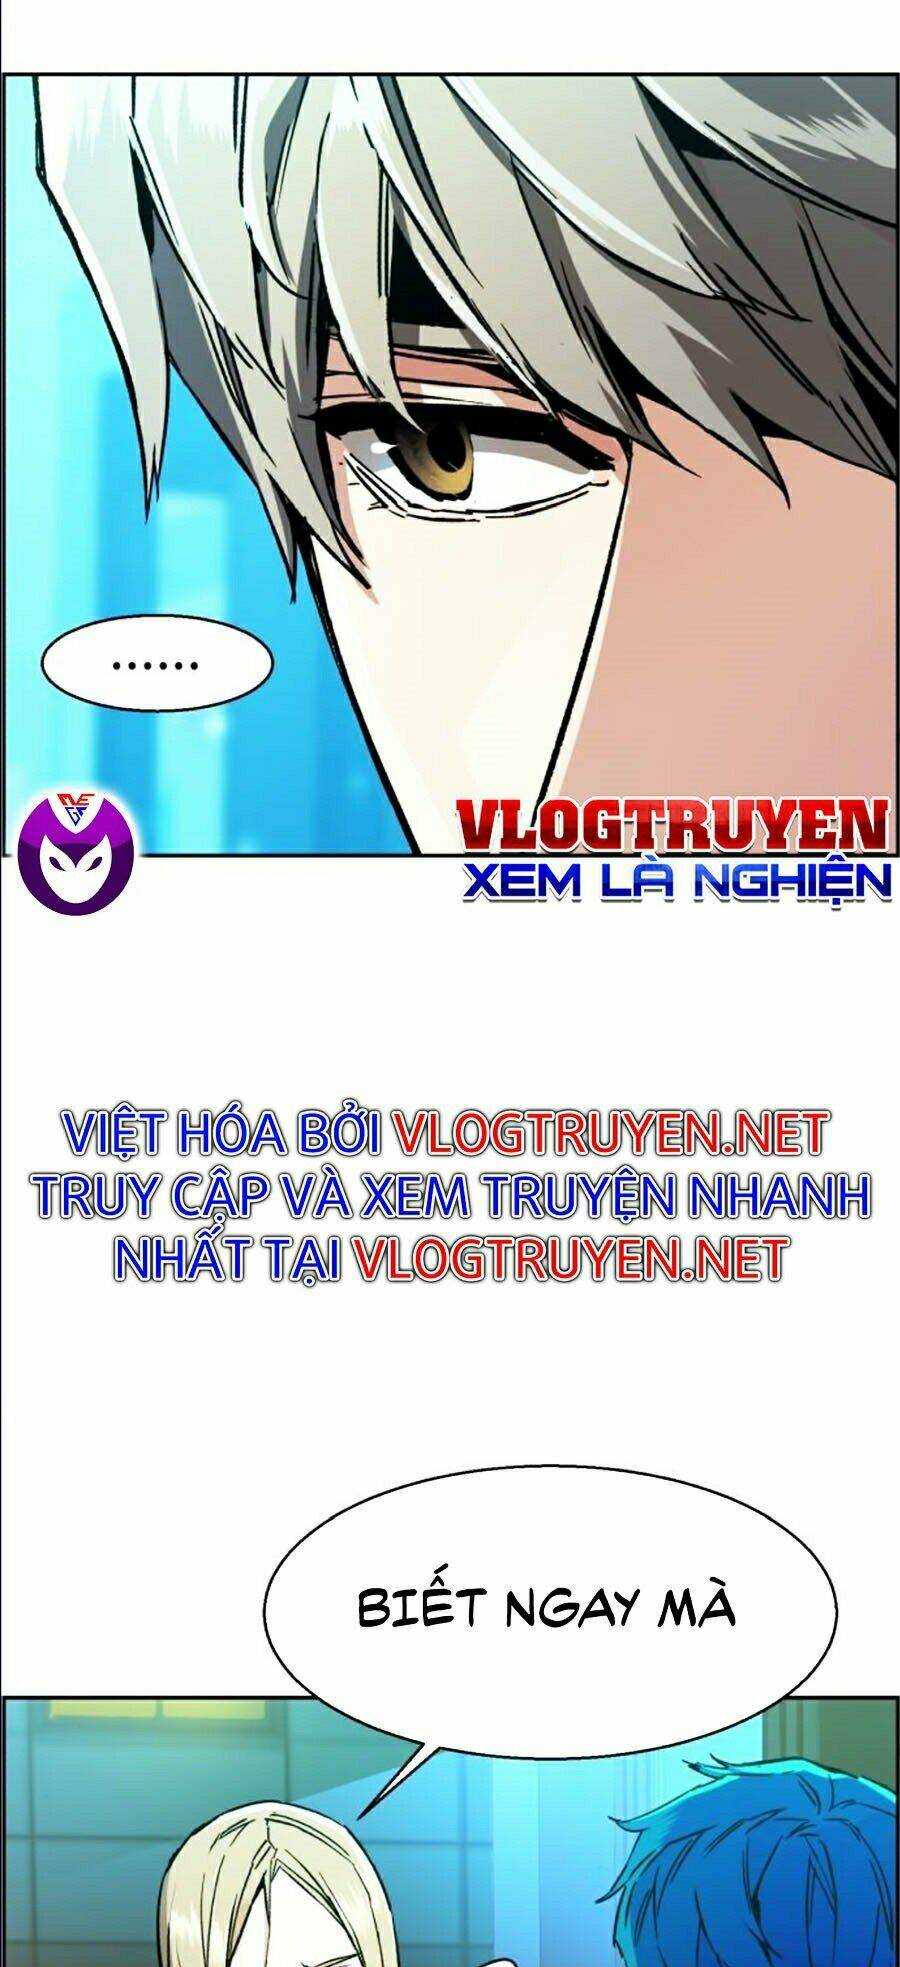 ......
VLOGTRUYEN
XEM LÀ NGHIỆN
VIỆT HÓA BỞI VLOGTRUYEN.NET
TRUY CẬP VÀ XEM TRUYỆN NHANH
NHẤT TẠI VLOGTRUYEN.NET
BIẾT NGAY MÀ